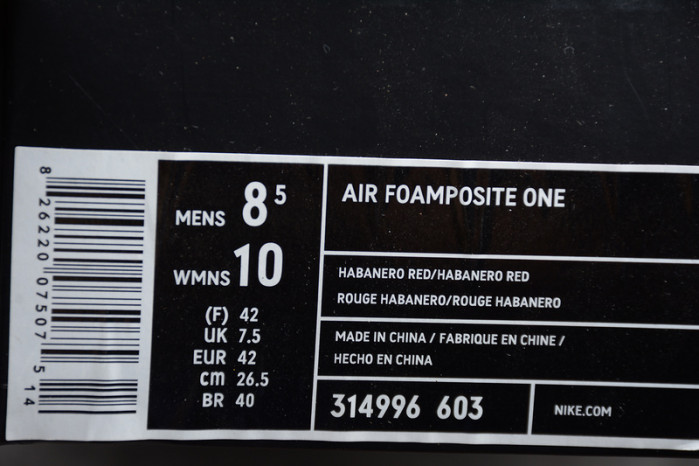 8 26220 07507 5 14
MENS 8 5
WMNS 10
(F) 42
UK 7.5
EUR 42
cm 26.5
BR 40
AIR FOAMPOSITE ONE
HABANERO RED/HABANERO RED
ROUGE HABANERO/ROUGE HABANERO
MADE IN CHINA / FABRIQUE EN CHINE /
HECHO EN CHINA
314996 603
NIKE.COM